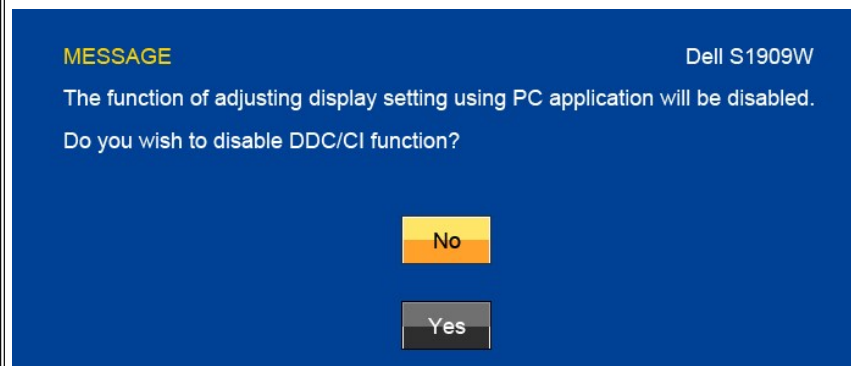 MESSAGE Dell S1909W
The function of adjusting display setting using PC application will be disabled.
Do you wish to disable DDC/CI function?
No
Yes